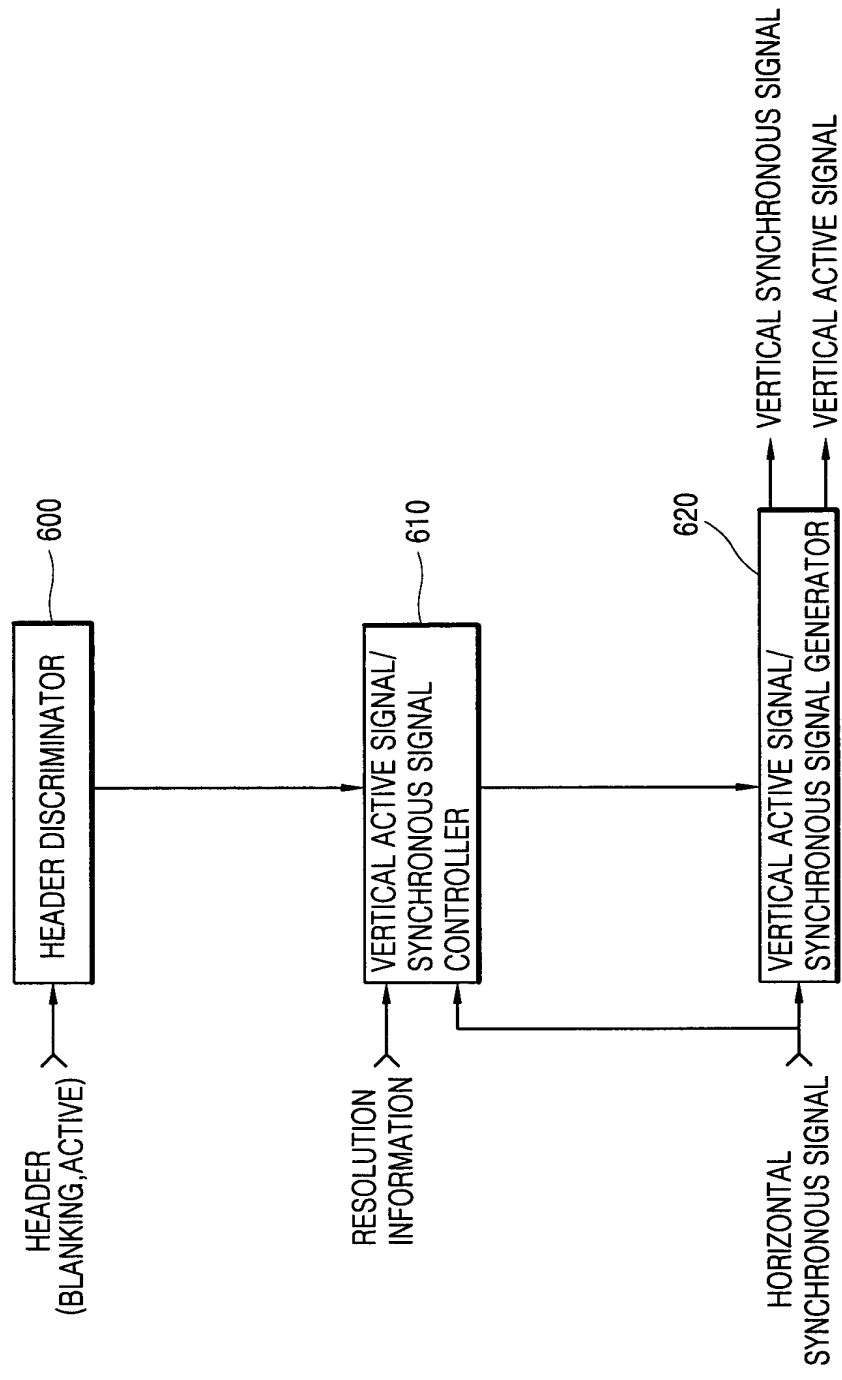 HEADER
(BLANKING,ACTIVE)
HEADER DISCRIMINATOR
600
RESOLUTION
INFORMATION
VERTICAL ACTIVE SIGNAL/
SYNCHRONOUS SIGNAL
CONTROLLER
610
HORIZONTAL
SYNCHRONOUS SIGNAL
VERTICAL ACTIVE SIGNAL/
SYNCHRONOUS SIGNAL GENERATOR
620
VERTICAL SYNCHRONOUS SIGNAL
VERTICAL ACTIVE SIGNAL